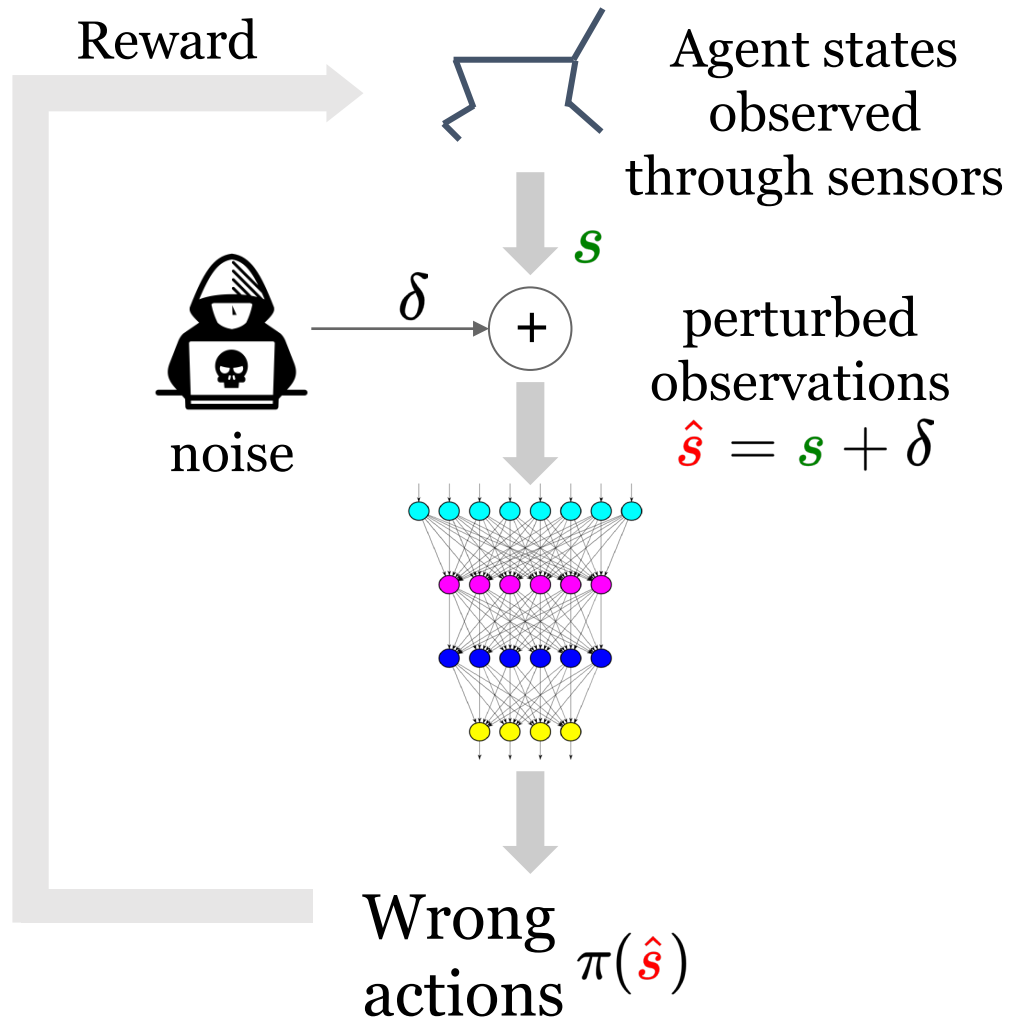 Reward
Agent states
observed
through sensors
s
δ
+
noise
perturbed
observations
ŝ = s + δ
Wrong
actions π(ŝ)